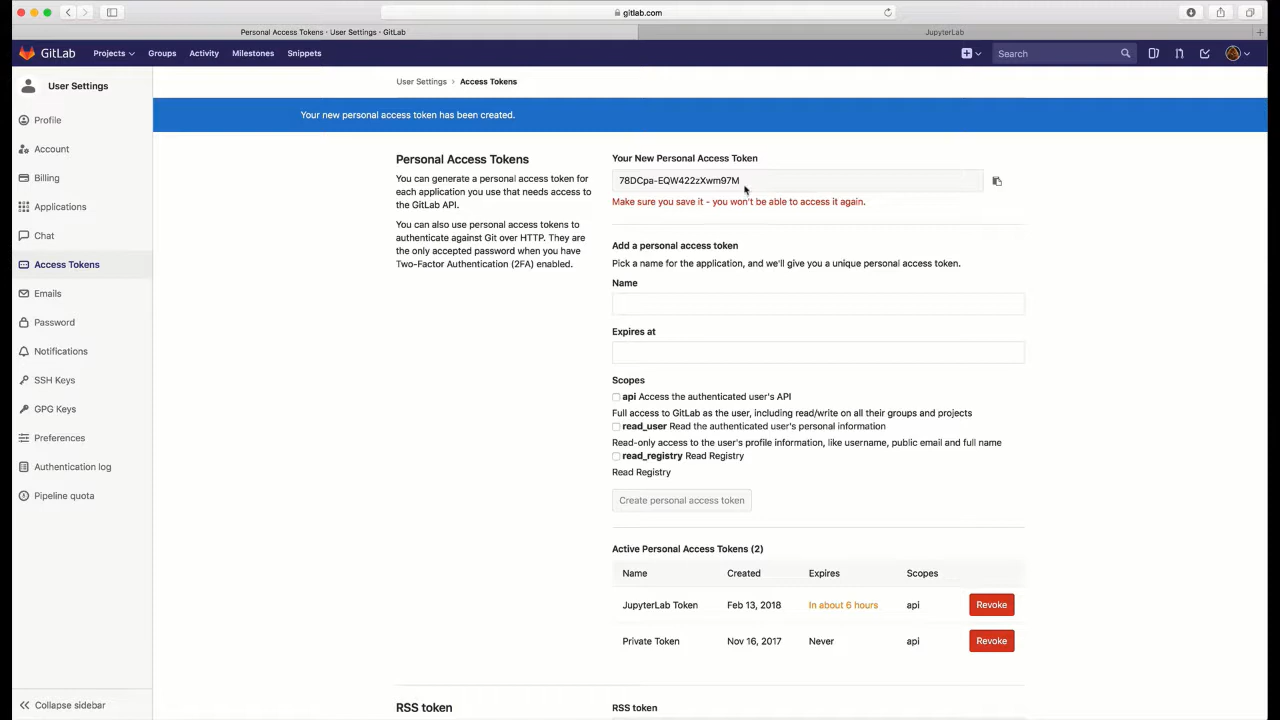 gitlab.com
Personal Access Tokens · User Settings · GitLab
JupyterLab
GitLab Projects Groups Activity Milestones Snippets Search
User Settings
Profile
Account
Billing
Applications
Chat
Access Tokens
Emails
Password
Notifications
SSH Keys
GPG Keys
Preferences
Authentication log
Pipeline quota
Collapse sidebar
User Settings > Access Tokens
Your new personal access token has been created.
Personal Access Tokens
You can generate a personal access token for
each application you use that needs access to
the GitLab API.
You can also use personal access tokens to
authenticate against Git over HTTP. They are
the only accepted password when you have
Two-Factor Authentication (2FA) enabled.
Your New Personal Access Token
78DCpa-EQW422zXwm97M
Make sure you save it - you won't be able to access it again.
Add a personal access token
Pick a name for the application, and we'll give you a unique personal access token.
Name
Expires at
Scopes
api Access the authenticated user's API
Full access to GitLab as the user, including read/write on all their groups and projects
read_user Read the authenticated user's personal information
Read-only access to the user's profile information, like username, public email and full name
read_registry Read Registry
Read Registry
Create personal access token
Active Personal Access Tokens (2)
Name Created Expires Scopes
JupyterLab Token Feb 13, 2018 In about 6 hours api Revoke
Private Token Nov 16, 2017 Never api Revoke
RSS token
RSS token